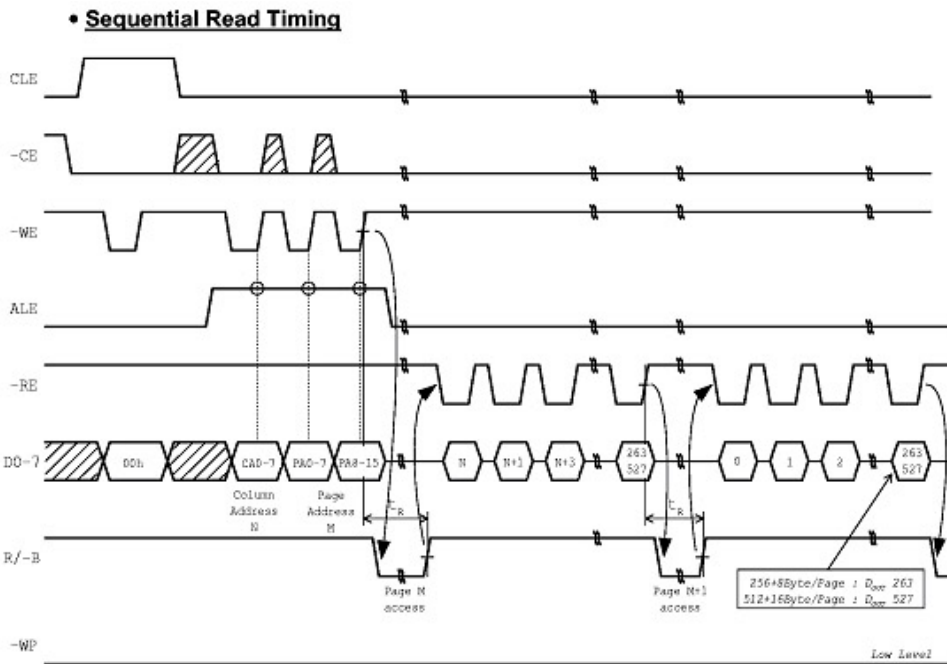 • Sequential Read Timing
CLE
-CE
-WE
ALE
-RE
D0-7
00h
CA0-7
PA0-7
PA8-15
N
N+1
N+3
263
527
0
1
2
263
527
Column
Address
N
Page
Address
M
tR
tR
R/-B
Page M
access
Page M+1
access
256+8Byte/Page : DOUT 263
512+16Byte/Page : DOUT 527
-WP
Low Level